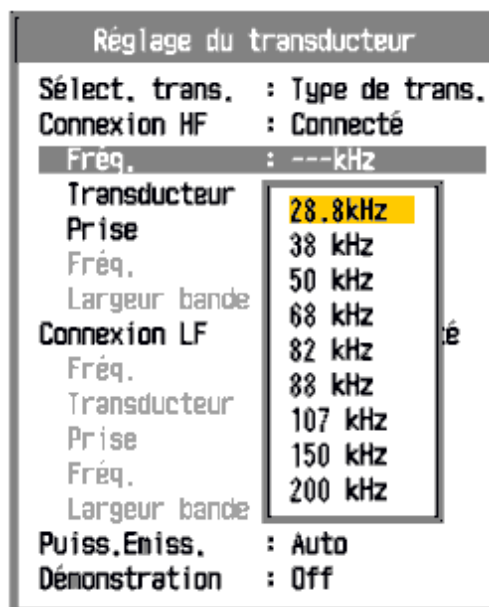 Réglage du transducteur
Sélect. trans. : Type de trans.
Connexion HF : Connecté
Fréq. : ---kHz
Transducteur
Prise
Fréq.
Largeur bande
28.8kHz
38 kHz
50 kHz
68 kHz
82 kHz
88 kHz
107 kHz
150 kHz
200 kHz
Connexion LF té
Fréq.
Transducteur
Prise
Fréq.
Largeur bande
Puiss.Emiss. : Auto
Démonstration : Off